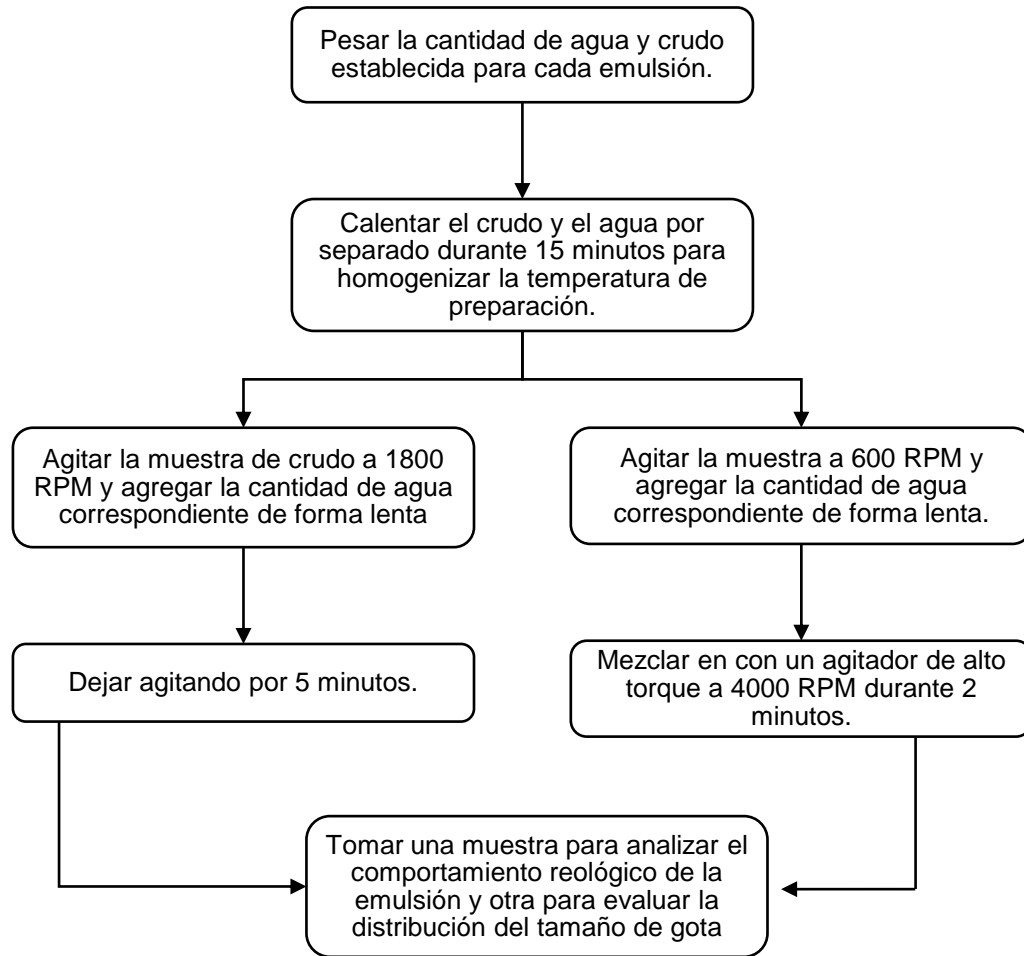 Pesar la cantidad de agua y crudo
establecida para cada emulsión.
Calentar el crudo y el agua por
separado durante 15 minutos para
homogenizar la temperatura de
preparación.
Agitar la muestra de crudo a 1800
RPM y agregar la cantidad de agua
correspondiente de forma lenta
Agitar la muestra a 600 RPM y
agregar la cantidad de agua
correspondiente de forma lenta.
Dejar agitando por 5 minutos.
Mezclar en con un agitador de alto
torque a 4000 RPM durante 2
minutos.
Tomar una muestra para analizar el
comportamiento reológico de la
emulsión y otra para evaluar la
distribución del tamaño de gota